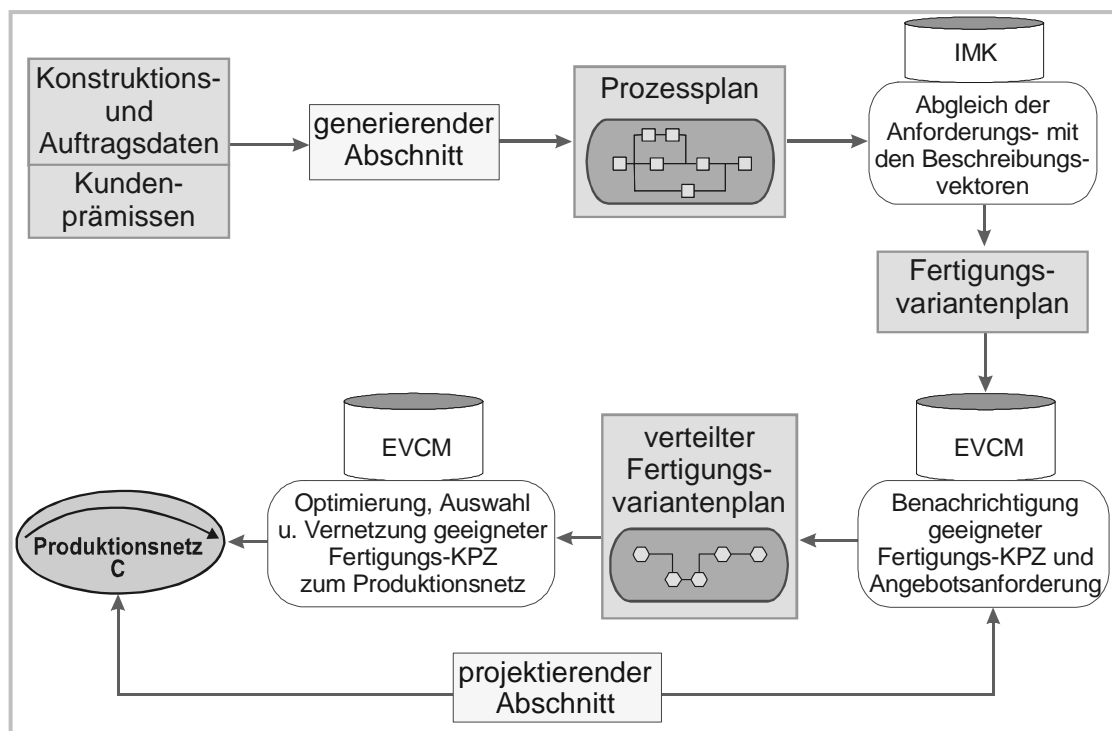 Konstruktions-
und
Auftragsdaten
Kunden-
prämissen
generierender
Abschnitt
Prozessplan
IMK
Abgleich der
Anforderungs- mit
den Beschreibungs-
vektoren
Fertigungs-
variantenplan
EVCM
Benachrichtigung
geeigneter
Fertigungs-KPZ und
Angebotsanforderung
verteilter
Fertigungs-
variantenplan
EVCM
Optimierung, Auswahl
u. Vernetzung geeigneter
Fertigungs-KPZ
zum Produktionsnetz
Produktionsnetz
C
projektierender
Abschnitt